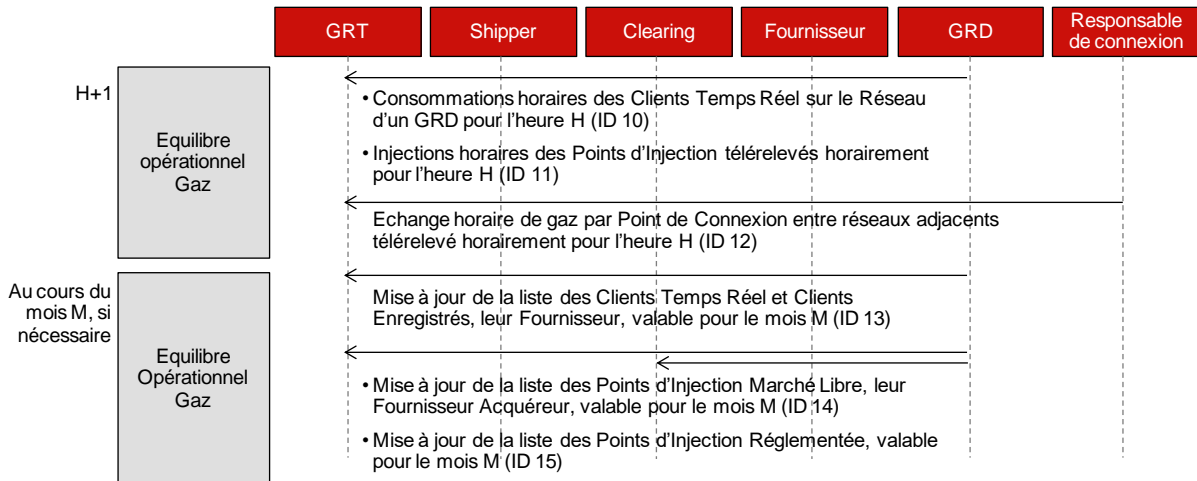 GRT
Shipper
Clearing
Fournisseur
GRD
Responsable
de connexion
H+1
Equilibre
opérationnel
Gaz
• Consommations horaires des Clients Temps Réel sur le Réseau
d'un GRD pour l'heure H (ID 10)
• Injections horaires des Points d'Injection télérelevés horairement
pour l'heure H (ID 11)
Echange horaire de gaz par Point de Connexion entre réseaux adjacents
télérelevé horairement pour l'heure H (ID 12)
Au cours du
mois M, si
nécessaire
Equilibre
Opérationnel
Gaz
Mise à jour de la liste des Clients Temps Réel et Clients
Enregistrés, leur Fournisseur, valable pour le mois M (ID 13)
• Mise à jour de la liste des Points d'Injection Marché Libre, leur
Fournisseur Acquéreur, valable pour le mois M (ID 14)
• Mise à jour de la liste des Points d'Injection Réglementée, valable
pour le mois M (ID 15)